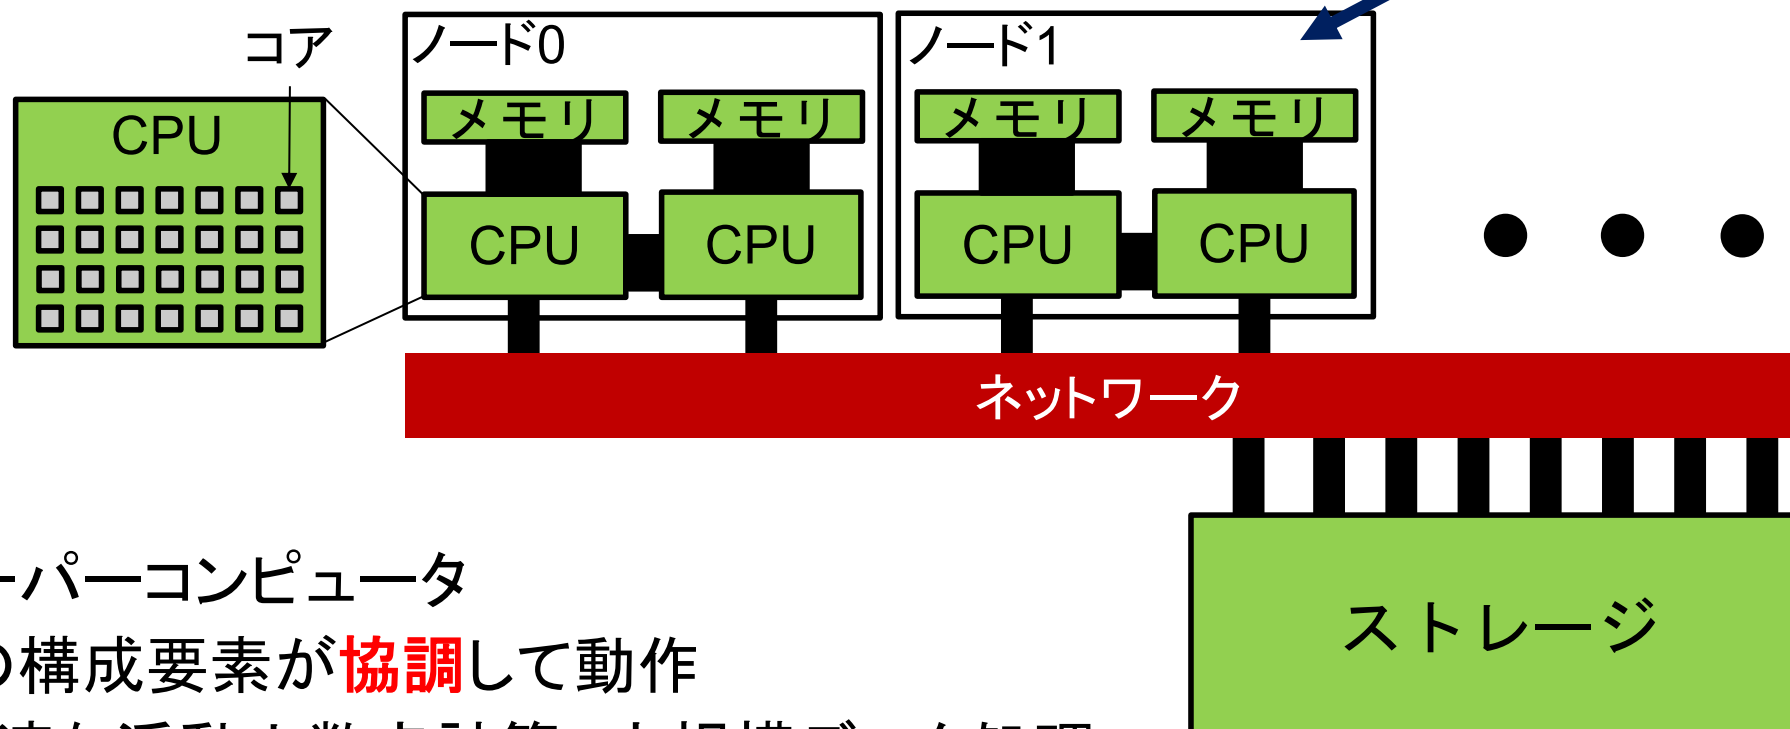 コア
ノード0
ノード1
メモリ
メモリ
メモリ
メモリ
CPU
CPU
CPU
CPU
CPU
ネットワーク
ストレージ
ーパーコンピュータ
の構成要素が協調して動作